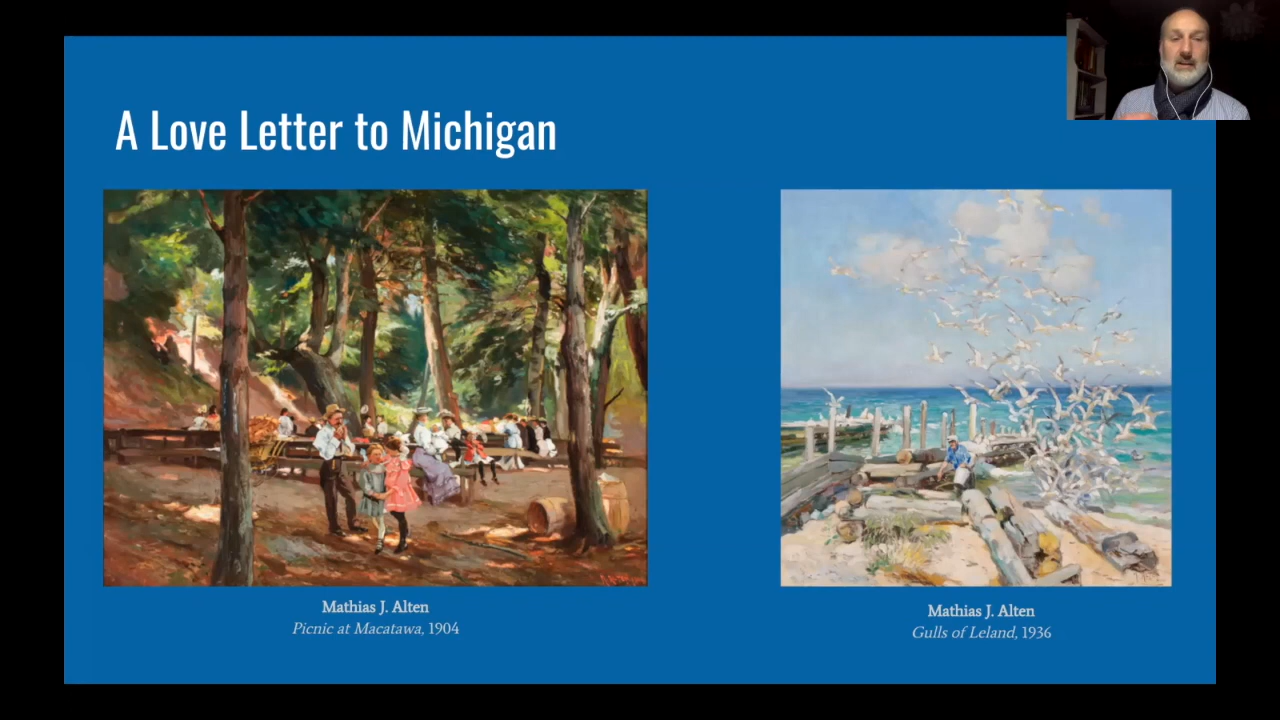 A Love Letter to Michigan
Mathias J. Alten
Picnic at Macatawa, 1904
Mathias J. Alten
Gulls of Leland, 1936